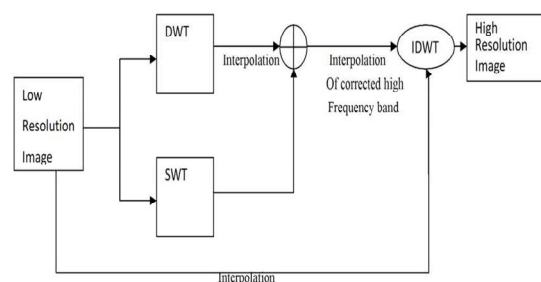 DWT
Interpolation
Interpolation
Of corrected high
Frequency band
IDWT
High
Resolution
Image
Low
Resolution
Image
SWT
Interpolation